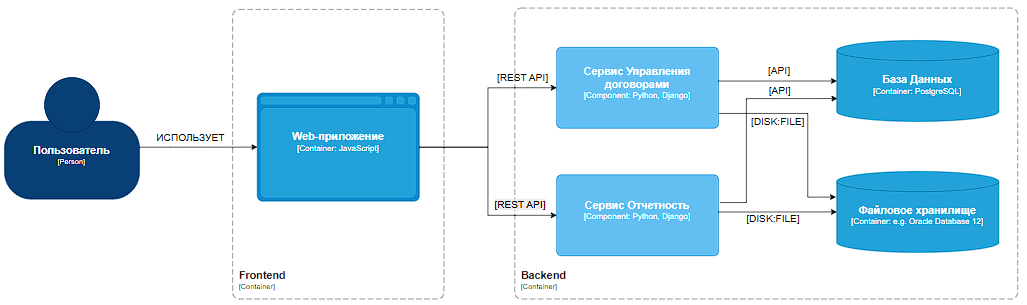 Пользователь
[Person]
ИСПОЛЬЗУЕТ
Web-приложение
[Container: JavaScript]
Frontend
[Container]
[REST API]
[REST API]
Сервис Управления
договорами
[Component: Python, Django]
Сервис Отчетность
[Component: Python, Django]
[API]
[API]
[DISK:FILE]
[DISK:FILE]
База Данных
[Container: PostgreSQL]
Файловое хранилище
[Container: e.g. Oracle Database 12]
Backend
[Container]